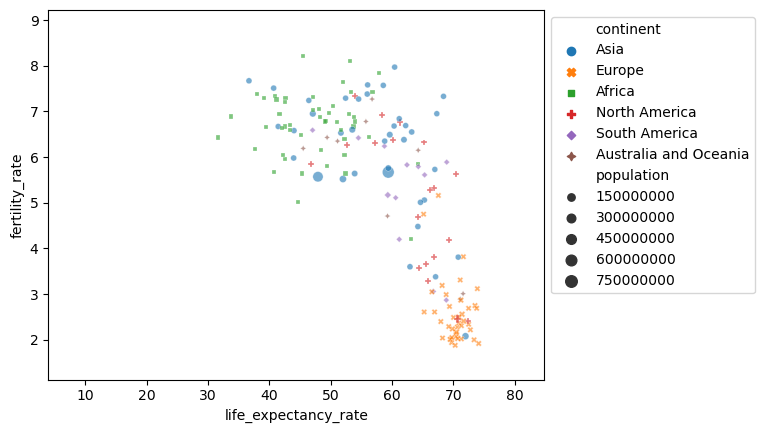 9
8
7
6
5
4
3
2
fertility_rate
10 20 30 40 50 60 70 80
life_expectancy_rate
continent
Asia
Europe
Africa
North America
South America
Australia and Oceania
population
150000000
300000000
450000000
600000000
750000000